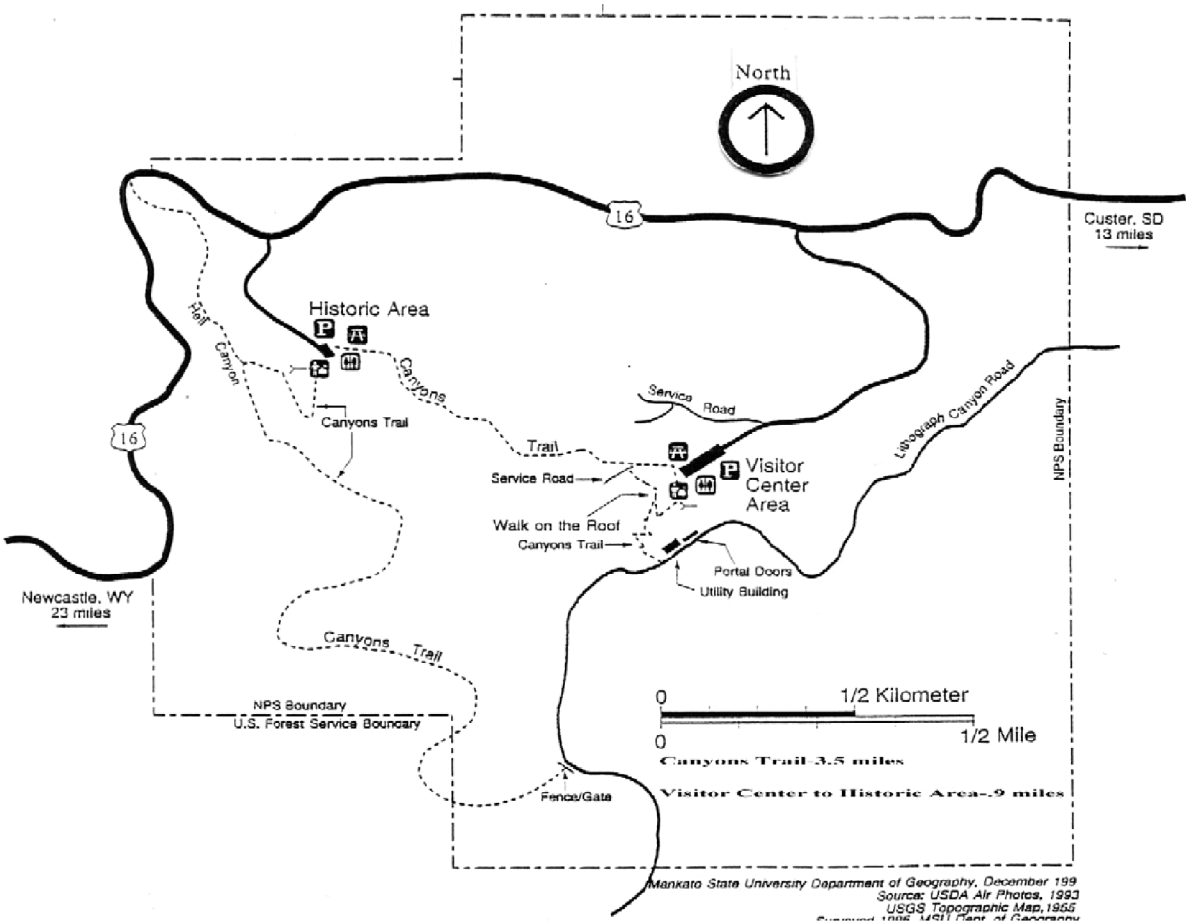 North
16
Custer, SD
13 miles
Historic Area
P
Hell
Canyon
Canyons
Canyons Trail
Service Road
Lithograph Canyon Road
NPS Boundary
16
Trail
Service Road
P
Visitor
Center
Area
Walk on the Roof
Canyons Trail
Portal Doors
Utility Building
Newcastle, WY
23 miles
Canyons Trail
NPS Boundary
U.S. Forest Service Boundary
0 1/2 Kilometer
0 1/2 Mile
Canyons Trail-3.5 miles
Fence/Gate
Visitor Center to Historic Area-.9 miles
Mankato State University Department of Geography, December 199
Source: USDA Air Photos, 1993
USGS Topographic Map, 1955
MSU Dept. of Geography